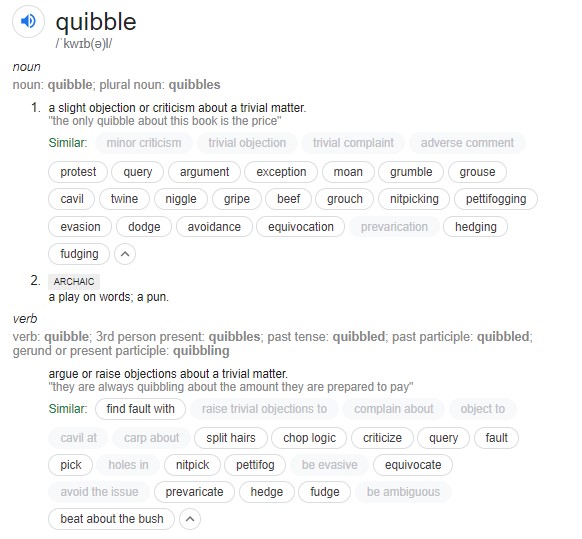 quibble
/ˈkwɪb(ə)l/
noun
noun: quibble; plural noun: quibbles
1. a slight objection or criticism about a trivial matter.
"the only quibble about this book is the price"
Similar: minor criticism trivial objection trivial complaint adverse comment
protest query argument exception moan grumble grouse
cavil twine niggle gripe beef grouch nitpicking pettifogging
evasion dodge avoidance equivocation prevarication hedging
fudging
2. ARCHAIC
a play on words; a pun.
verb
verb: quibble; 3rd person present: quibbles; past tense: quibbled; past participle: quibbled;
gerund or present participle: quibbling
argue or raise objections about a trivial matter.
"they are always quibbling about the amount they are prepared to pay"
Similar: find fault with raise trivial objections to complain about object to
cavil at carp about split hairs chop logic criticize query fault
pick holes in nitpick pettifog be evasive equivocate
avoid the issue prevaricate hedge fudge be ambiguous
beat about the bush